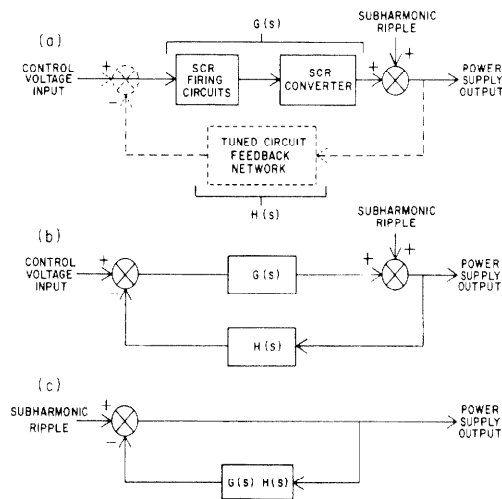 G(s)
SUBHARMONIC
RIPPLE
(a)
CONTROL
VOLTAGE
INPUT
+
−
SCR
FIRING
CIRCUITS
SCR
CONVERTER
+
+
POWER
SUPPLY
OUTPUT
TUNED CIRCUIT
FEEDBACK
NETWORK
H(s)
(b)
SUBHARMONIC
RIPPLE
CONTROL
VOLTAGE
INPUT
+
−
G(s)
+
+
POWER
SUPPLY
OUTPUT
H(s)
(c)
SUBHARMONIC
RIPPLE
+
−
POWER
SUPPLY
OUTPUT
G(s) H(s)